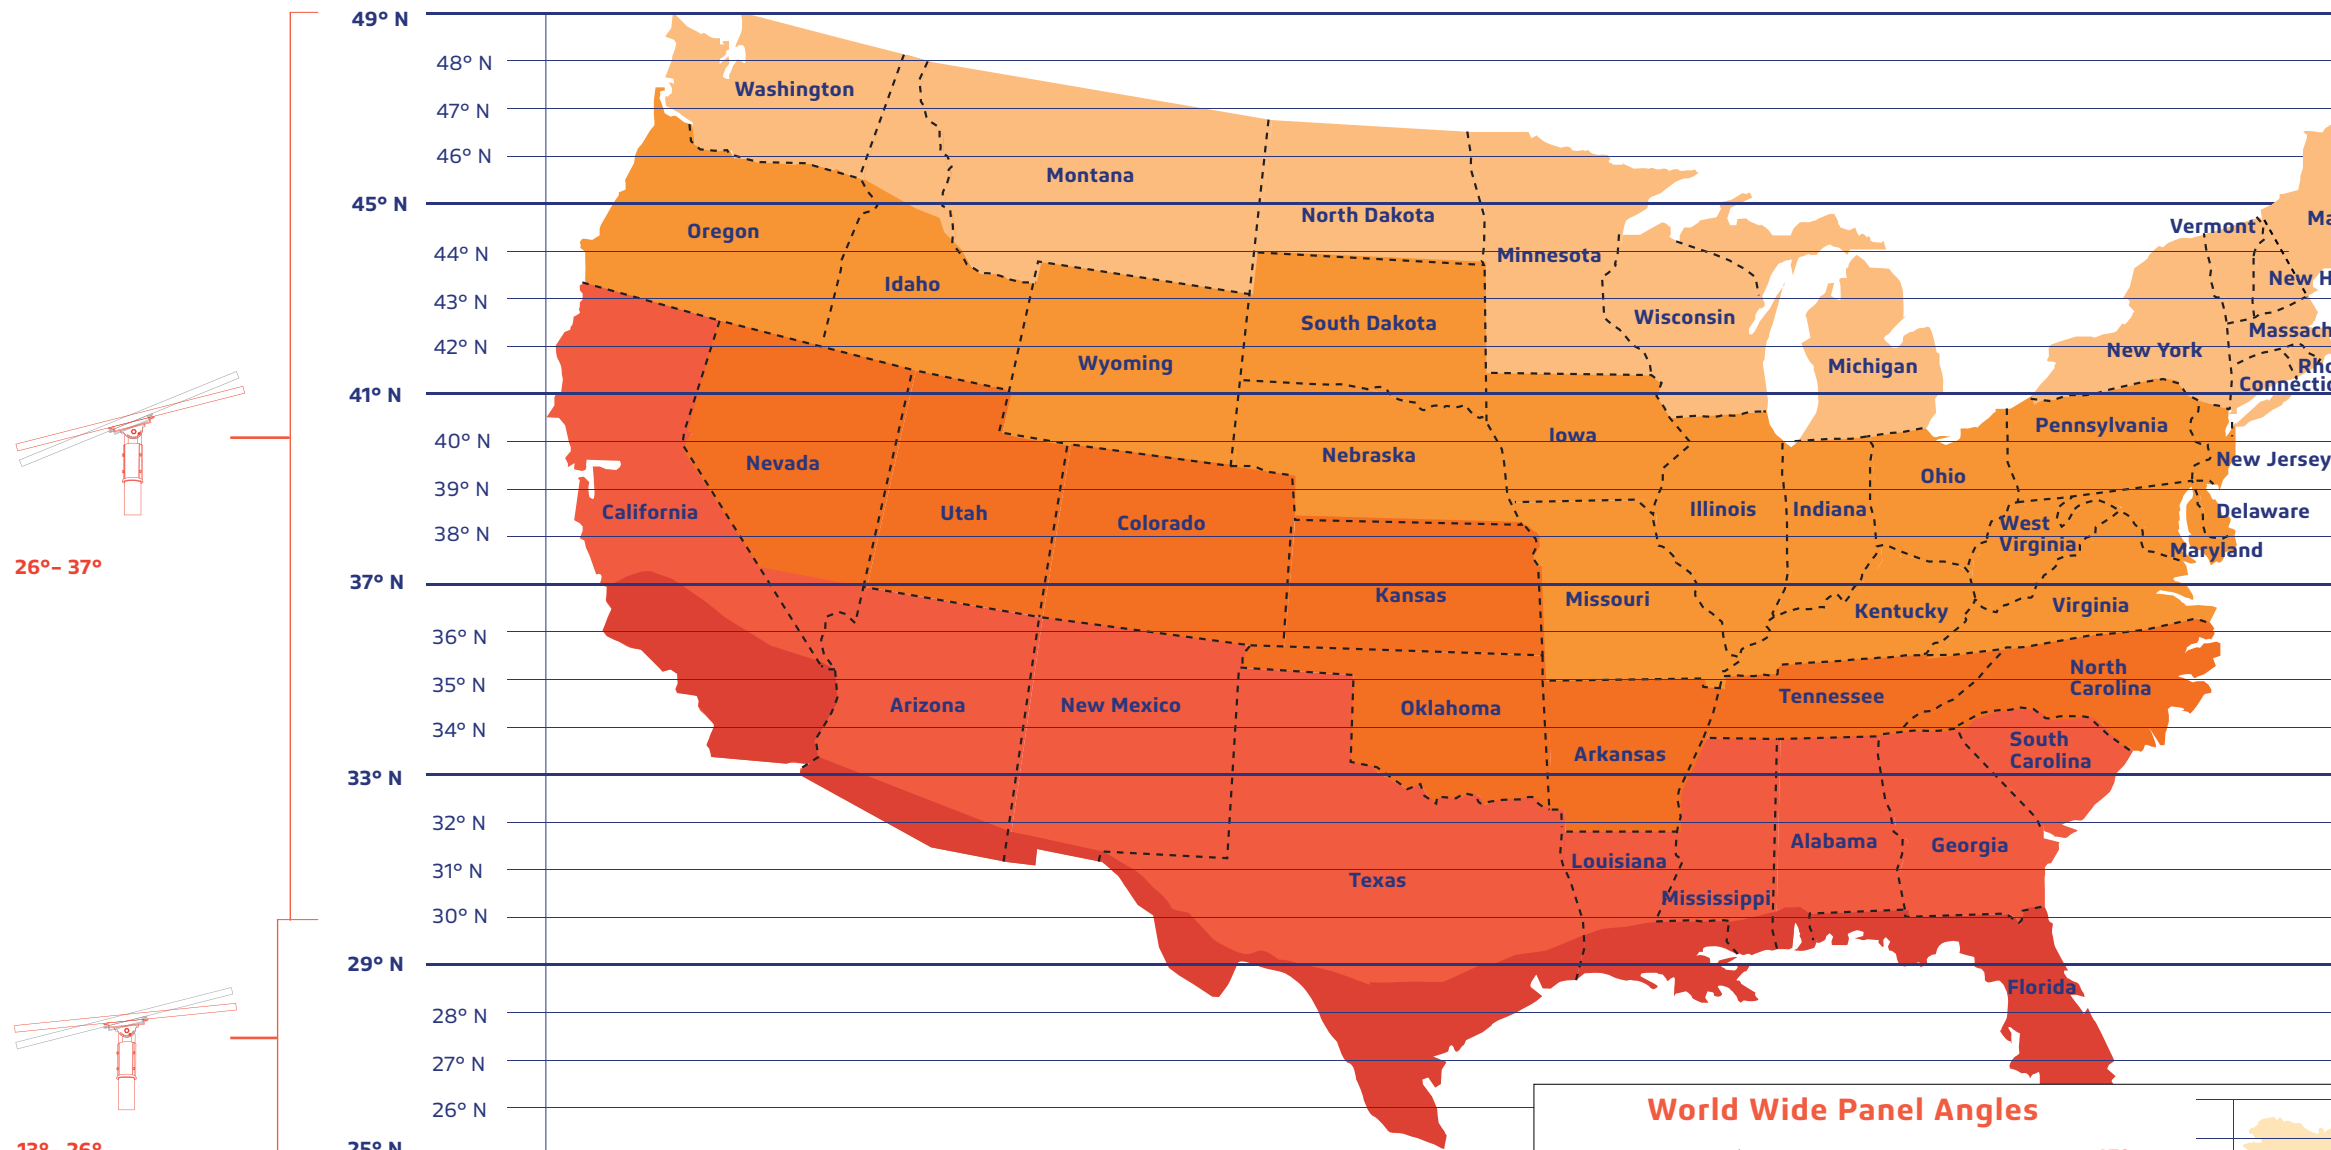 49° N
48° N
Washington
47° N
46° N
Montana
45° N
North Dakota
Vermont
Oregon
44° N
Minnesota
Idaho
New H
43° N
South Dakota
Wisconsin
Massach
42° N
Wyoming
Michigan
New York
Connectic
41° N
40° N
Iowa
Pennsylvania
Nevada
Nebraska
New Jersey
39° N
Ohio
California
Utah
Colorado
Illinois
Indiana
Delaware
38° N
West
Virginia
Maryland
26°– 37°
37° N
Kansas
Missouri
Kentucky
Virginia
36° N
35° N
North
Carolina
Tennessee
Arizona
New Mexico
Oklahoma
34° N
South
Carolina
Arkansas
33° N
32° N
Alabama
Georgia
31° N
Texas
Louisiana
30° N
Mississippi
29° N
Florida
28° N
27° N
26° N
World Wide Panel Angles
25° N